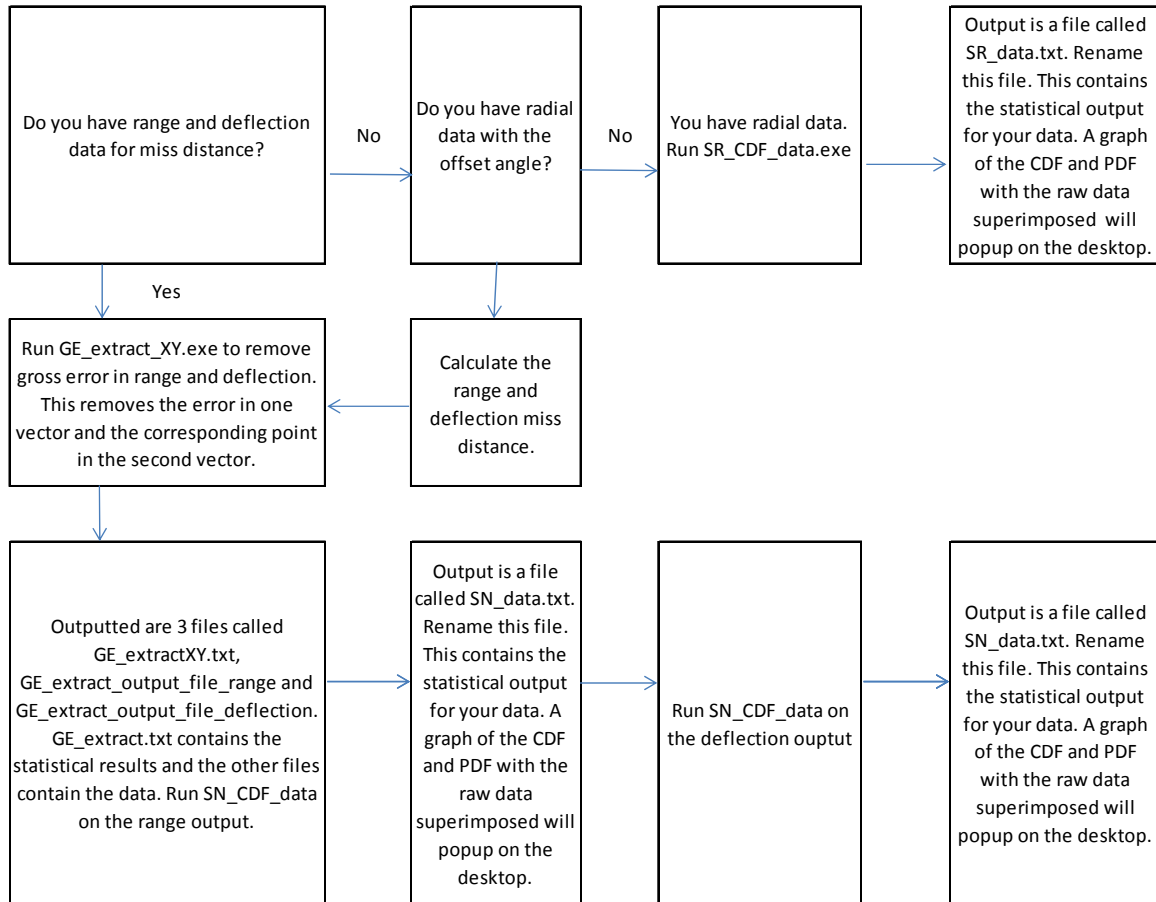 Do you have range and deflection
data for miss distance?
No
Do you have radial
data with the
offset angle?
No
You have radial data.
Run SR_CDF_data.exe
Output is a file called
SR_data.txt. Rename
this file. This contains
the statistical output
for your data. A graph
of the CDF and PDF
with the raw data
superimposed will
popup on the desktop.
Yes
Run GE_extract_XY.exe to remove
gross error in range and deflection.
This removes the error in one
vector and the corresponding point
in the second vector.
Calculate the
range and
deflection miss
distance.
Outputted are 3 files called
GE_extractXY.txt,
GE_extract_output_file_range and
GE_extract_output_file_deflection.
GE_extract.txt contains the
statistical results and the other files
contain the data. Run SN_CDF_data
on the range output.
Output is a file
called SN_data.txt.
Rename this file.
This contains the
statistical output
for your data. A
graph of the CDF
and PDF with the
raw data
superimposed will
popup on the
desktop.
Run SN_CDF_data on
the deflection ouptut
Output is a file called
SN_data.txt. Rename
this file. This contains
the statistical output
for your data. A graph
of the CDF and PDF
with the raw data
superimposed will
popup on the desktop.